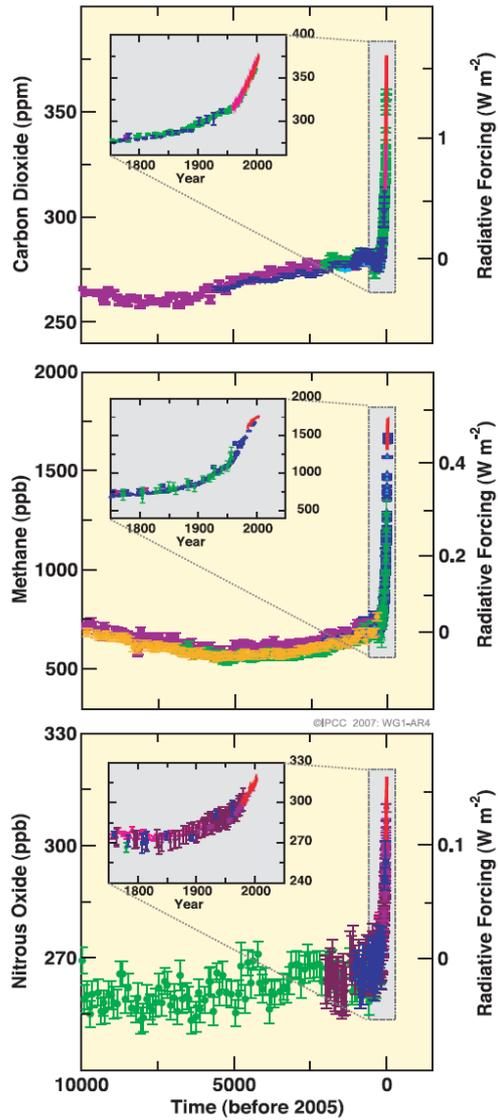 Carbon Dioxide (ppm)
350
300
250
400
300
1800 1900 2000
Year
1
0
Radiative Forcing (W m-2)
Methane (ppb)
2000
1500
1000
500
2000
1500
1000
500
1800 1900 2000
Year
0.4
0.2
0
Radiative Forcing (W m-2)
©IPCC 2007: WG1-AR4
Nitrous Oxide (ppb)
330
300
270
330
300
270
240
1800 1900 2000
Year
0.1
0
Radiative Forcing (W m-2)
10000 5000 0
Time (before 2005)